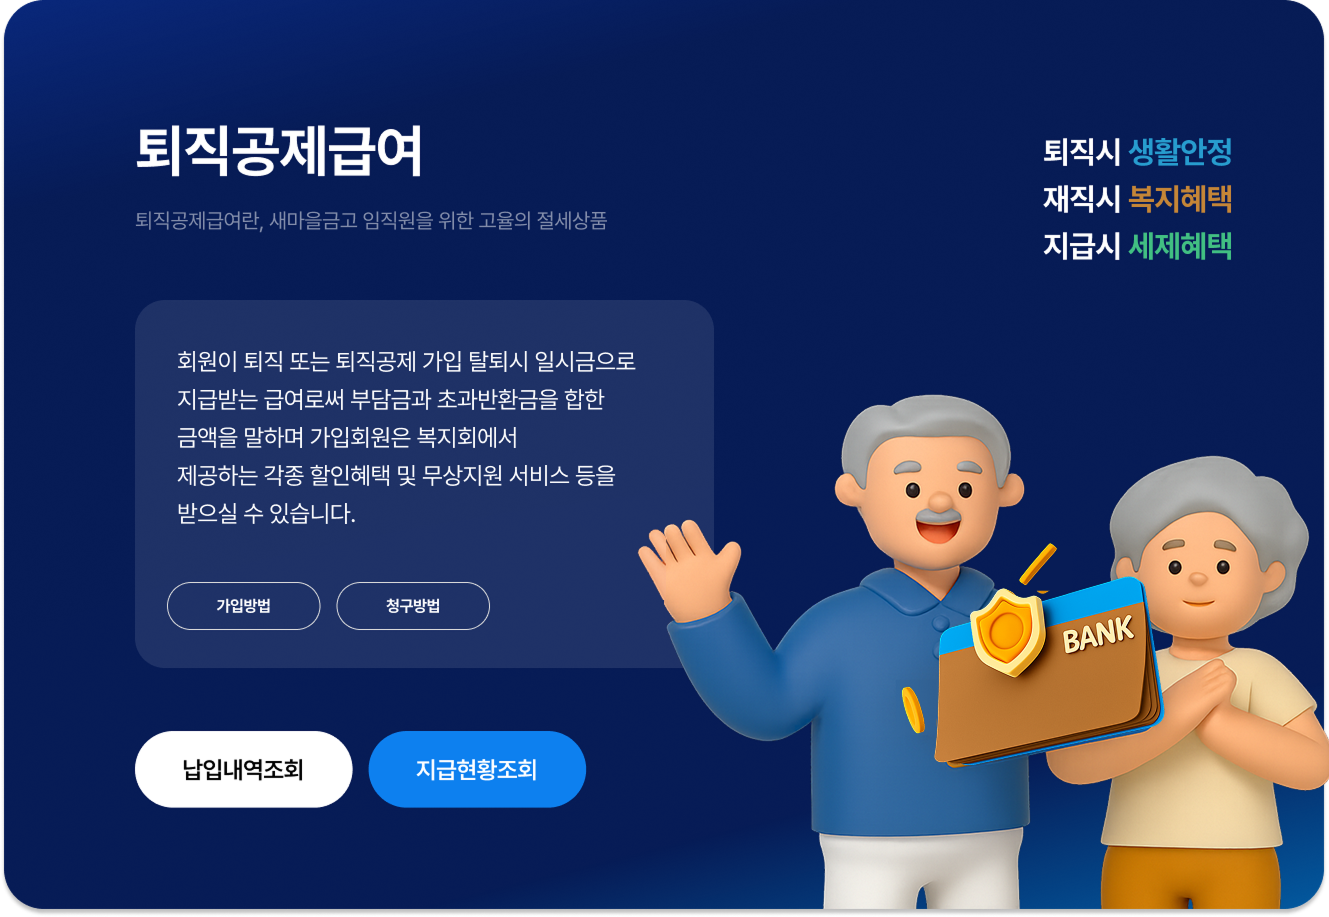 퇴직공제급여
퇴직공제급여란, 새마을금고 임직원을 위한 고율의 절세상품
퇴직시 생활안정
재직시 복지혜택
지급시 세제혜택
회원이 퇴직 또는 퇴직공제 가입 탈퇴시 일시금으로
지급받는 급여로써 부담금과 초과반환금을 합한
금액을 말하며 가입회원은 복지회에서
제공하는 각종 할인혜택 및 무상지원 서비스 등을
받으실 수 있습니다.
가입방법
청구방법
BANK
납입내역조회
지급현황조회